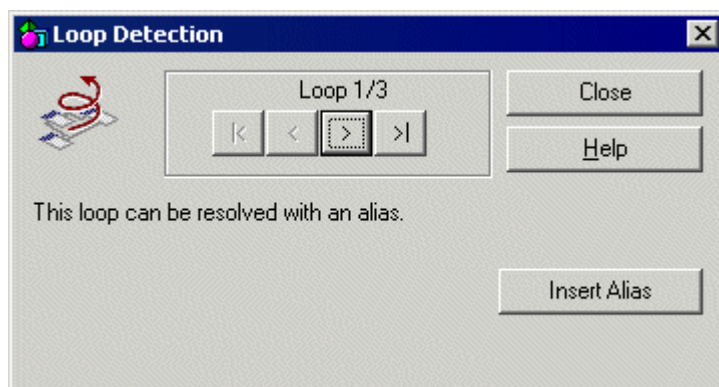 Loop Detection
Loop 1/3
Close
|< < > >|
Help
This loop can be resolved with an alias.
Insert Alias